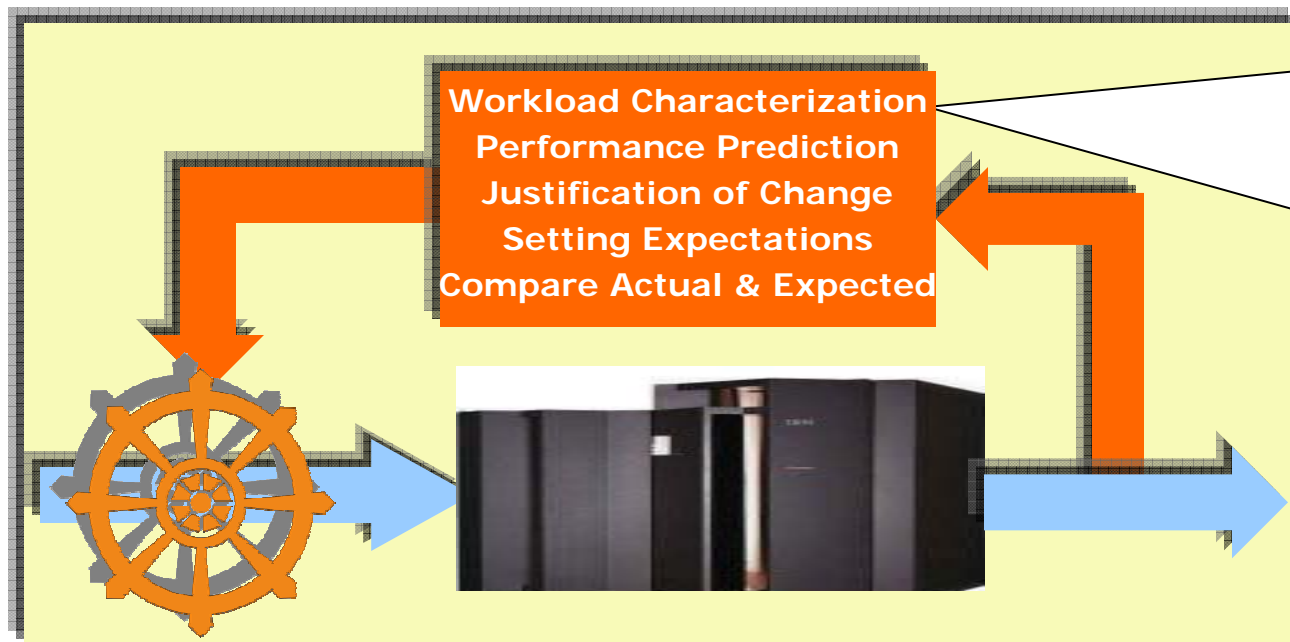 Workload Characterization
Performance Prediction
Justification of Change
Setting Expectations
Compare Actual & Expected